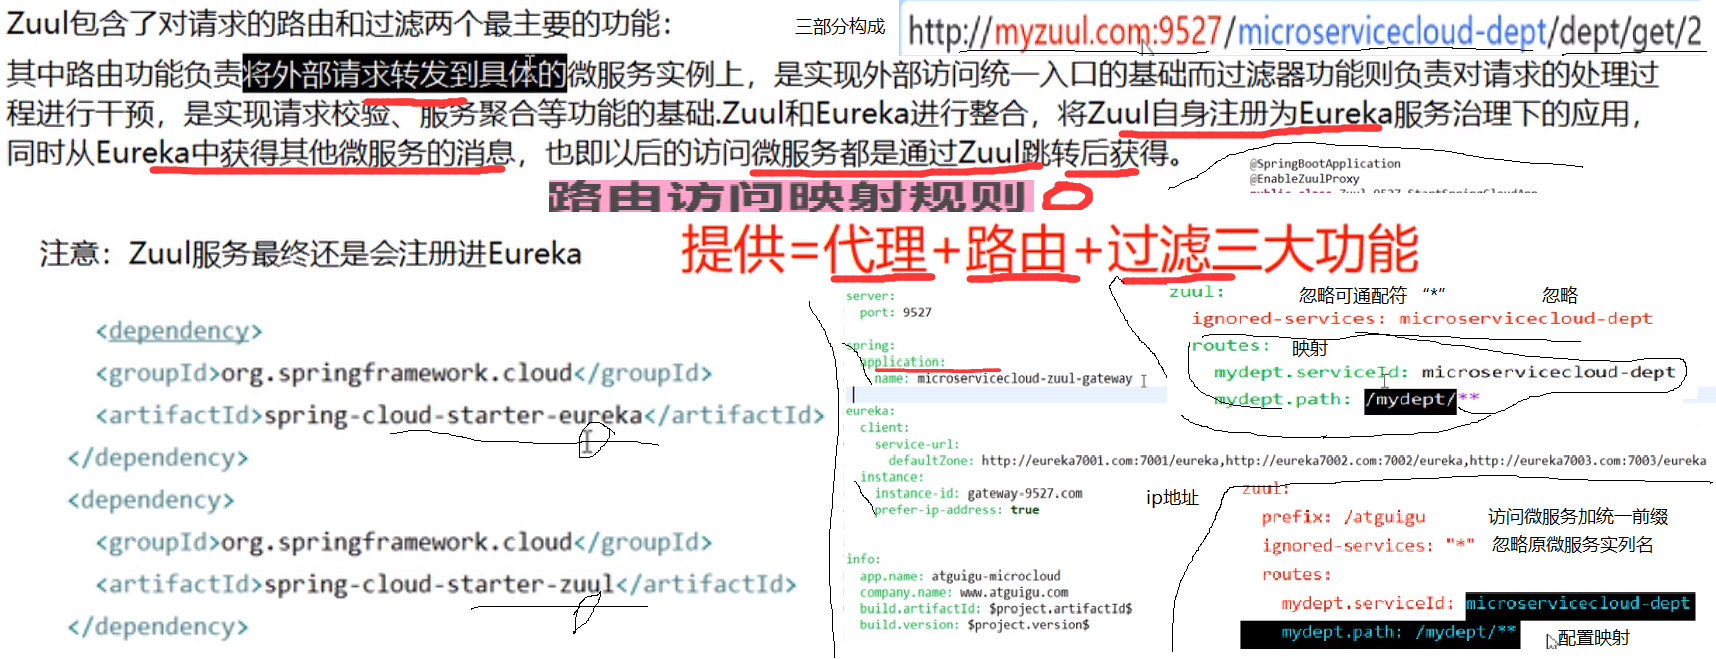 Zuul包含了对请求的路由和过滤两个最主要的功能：
三部分构成
http://myzuul.com:9527/microservicecloud-dept/dept/get/2
其中路由功能负责将外部请求转发到具体的微服务实例上，是实现外部访问统一入口的基础而过滤器功能则负责对请求的处理过
程进行干预，是实现请求校验、服务聚合等功能的基础.Zuul和Eureka进行整合，将Zuul自身注册为Eureka服务治理下的应用，
同时从Eureka中获得其他微服务的消息，也即以后的访问微服务都是通过Zuul跳转后获得。
@SpringBootApplication
@EnableZuulProxy
public class Zuul_9527_StartSpringCloudApp
路由访问映射规则
注意：Zuul服务最终还是会注册进Eureka
提供=代理+路由+过滤三大功能
<dependency>
<groupId>org.springframework.cloud</groupId>
<artifactId>spring-cloud-starter-eureka</artifactId>
</dependency>
<dependency>
<groupId>org.springframework.cloud</groupId>
<artifactId>spring-cloud-starter-zuul</artifactId>
</dependency>
server:
port: 9527
spring:
application:
name: microservicecloud-zuul-gateway
eureka:
client:
service-url:
defaultZone: http://eureka7001.com:7001/eureka,http://eureka7002.com:7002/eureka,http://eureka7003.com:7003/eureka
instance:
instance-id: gateway-9527.com
prefer-ip-address: true
ip地址
info:
app.name: atguigu-microcloud
company.name: www.atguigu.com
build.artifactId: $project.artifactId$
build.version: $project.version$
zuul:
忽略可通配符 “*”
忽略
ignored-services: microservicecloud-dept
routes:
映射
mydept.serviceId: microservicecloud-dept
mydept.path: /mydept/**
zuul:
prefix: /atguigu
访问微服务加统一前缀
ignored-services: "*"
忽略原微服务实列名
routes:
mydept.serviceId: microservicecloud-dept
mydept.path: /mydept/**
配置映射